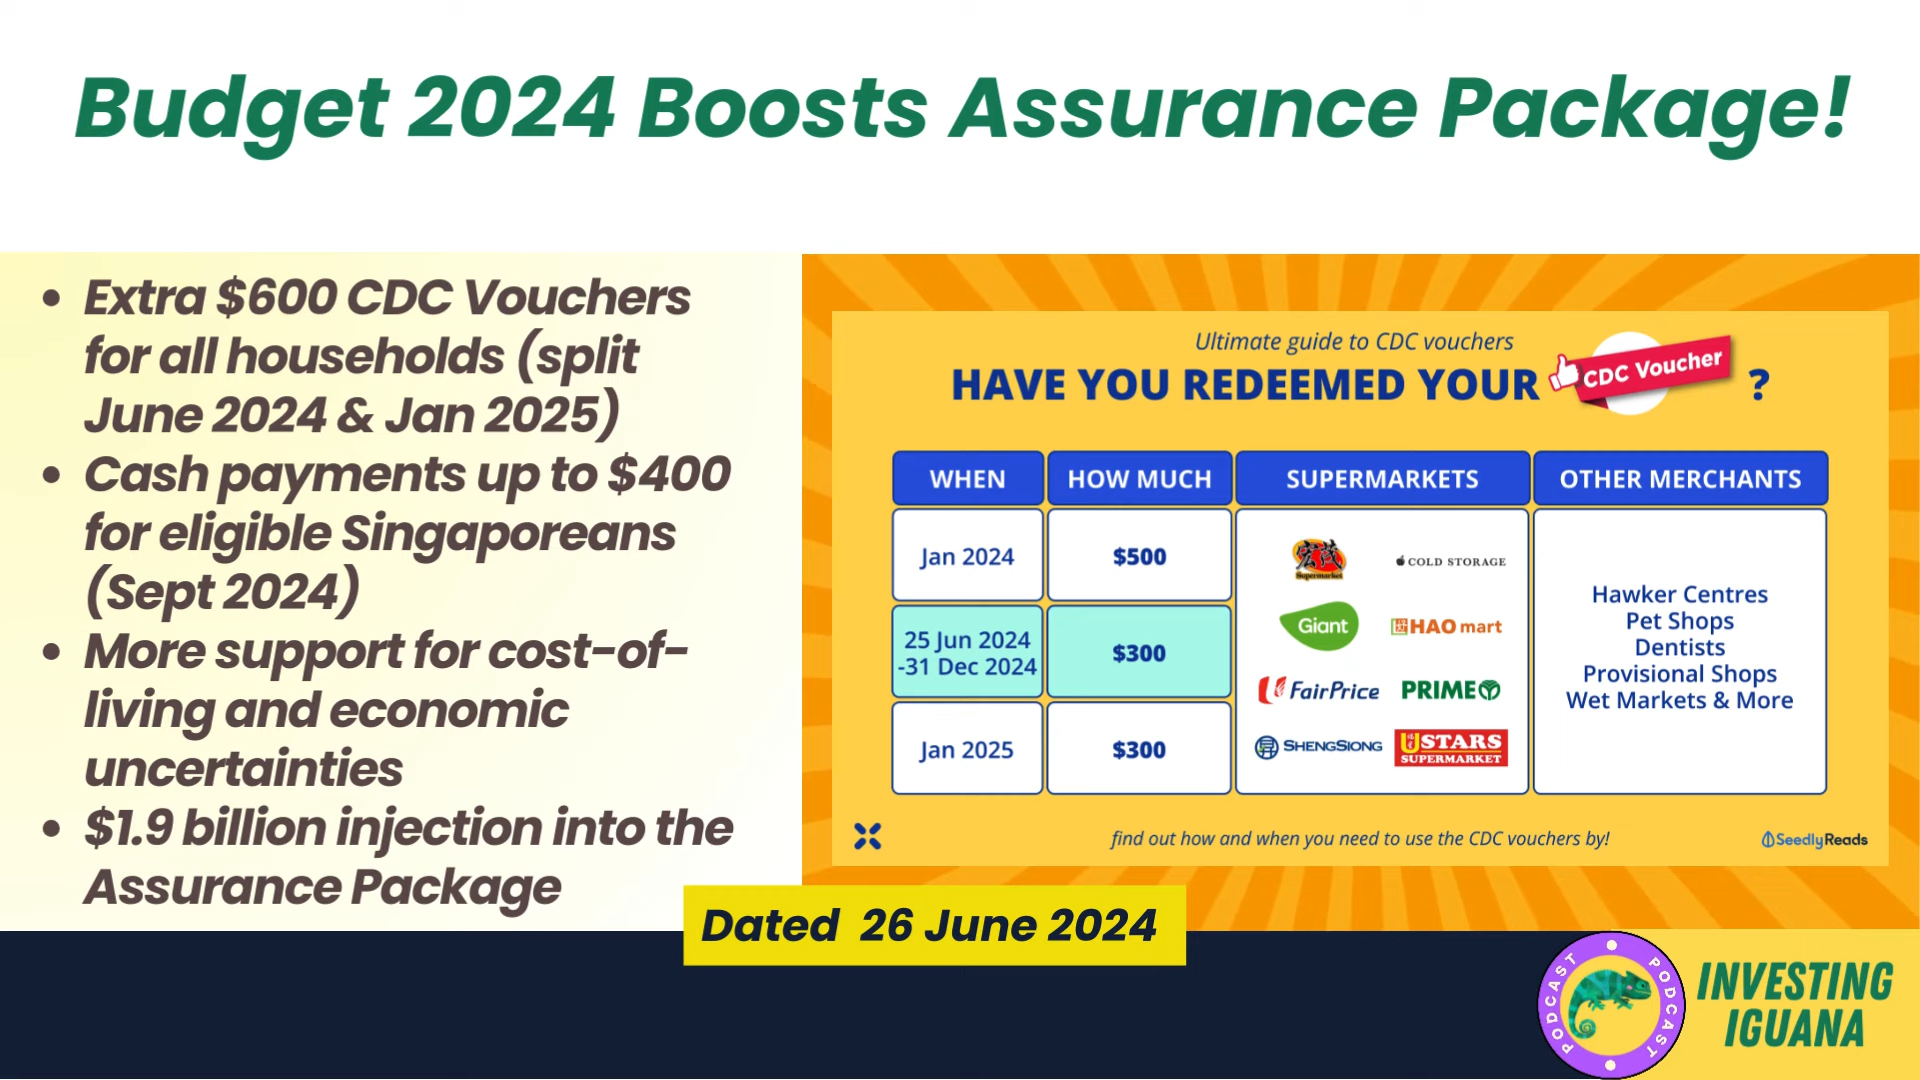 Budget 2024 Boosts Assurance Package!
• Extra $600 CDC Vouchers
for all households (split
June 2024 & Jan 2025)
• Cash payments up to $400
for eligible Singaporeans
(Sept 2024)
• More support for cost-of-
living and economic
uncertainties
• $1.9 billion injection into the
Assurance Package
Ultimate guide to CDC vouchers
HAVE YOU REDEEMED YOUR CDC Voucher ?
WHEN HOW MUCH SUPERMARKETS OTHER MERCHANTS
Jan 2024 $500
25 Jun 2024
-31 Dec 2024 $300
Jan 2025 $300
宏茂
Supermarket
COLD STORAGE
Giant
HAO mart
FairPrice
PRIME
SHENGSIONG
USTARS
SUPERMARKET
Hawker Centres
Pet Shops
Dentists
Provisional Shops
Wet Markets & More
find out how and when you need to use the CDC vouchers by!
SeedlyReads
Dated 26 June 2024
PODCAST PODCAST
INVESTING
IGUANA